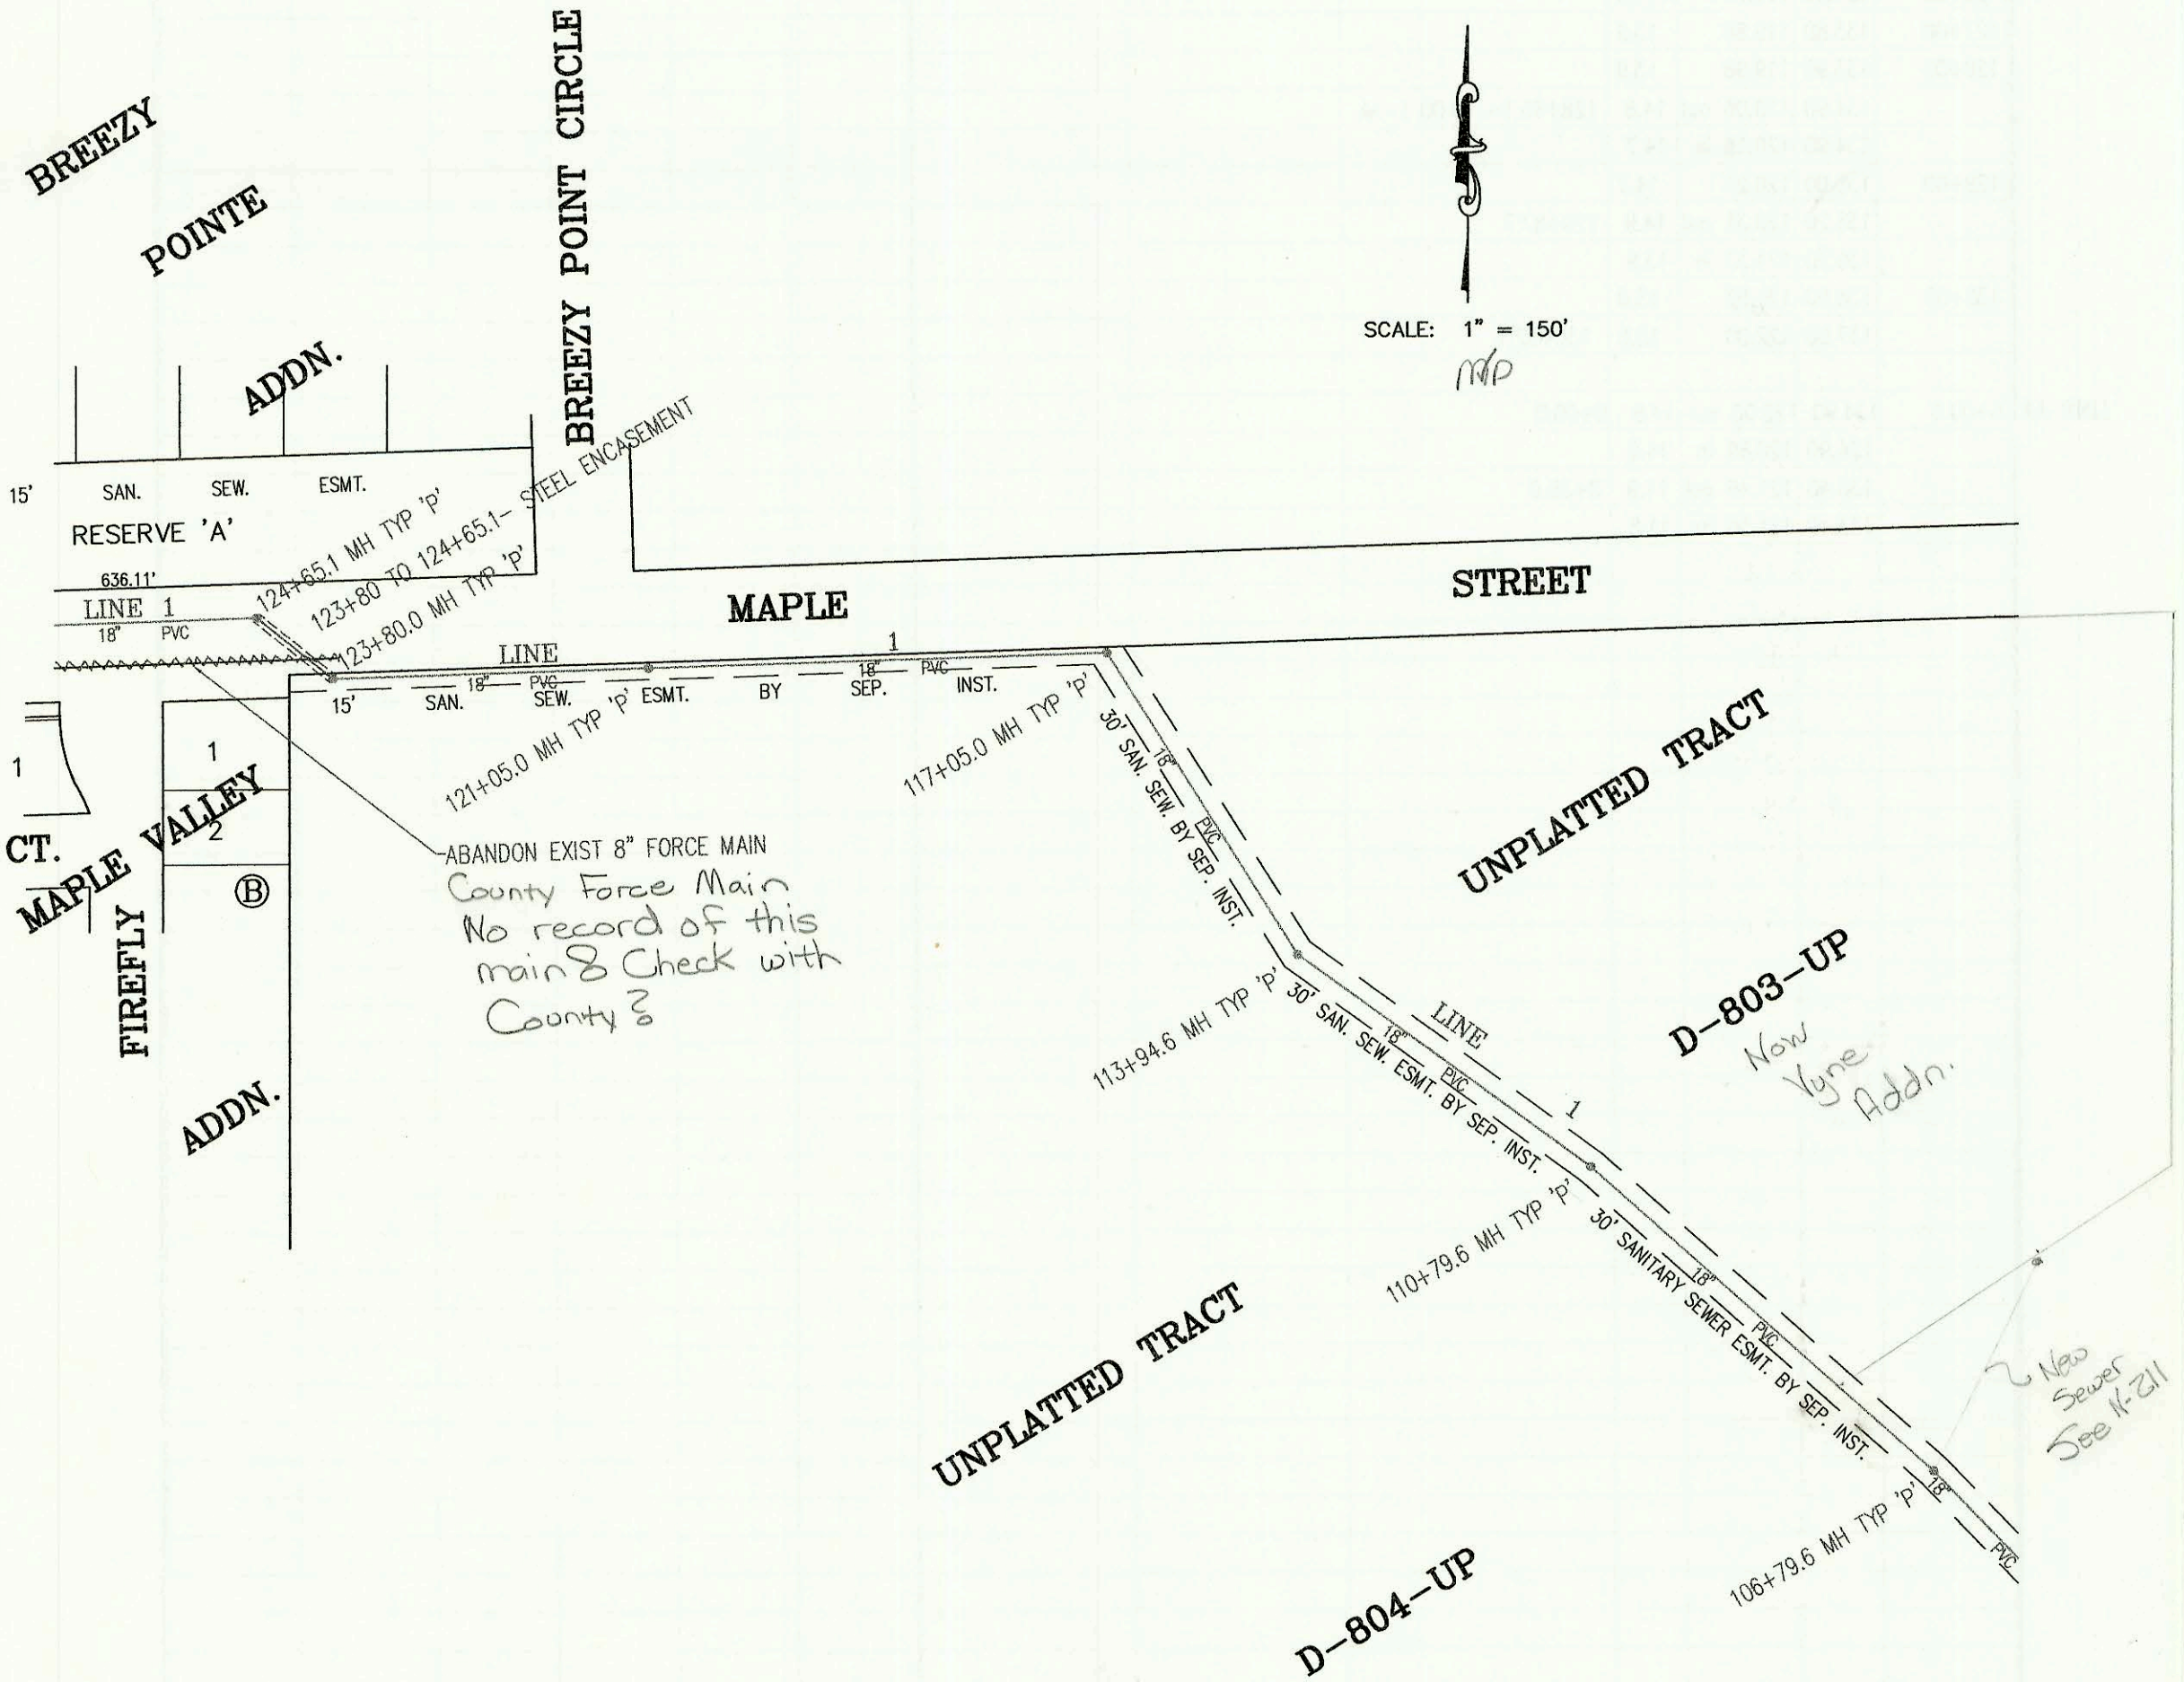 BREEZY
POINTE
ADDN.
BREEZY POINT CIRCLE
SCALE: 1" = 150'
15' SAN. SEW. ESMT.
RESERVE 'A'
636.11'
LINE 1
18" PVC
124+65.1 MH TYP 'P'
123+80 TO 124+65.1- STEEL ENCASEMENT
123+80.0 MH TYP 'P'
MAPLE STREET
LINE 1
18" PVC 18" PVC
15' SAN. SEW. ESMT. BY SEP. INST.
121+05.0 MH TYP 'P'
117+05.0 MH TYP 'P'
30' SAN. SEW. BY SEP. INST.
18" PVC
1
1
2
B
CT.
MAPLE VALLEY
ADDN.
FIREFLY
ABANDON EXIST 8" FORCE MAIN
County Force Main
No record of this
main & Check with
County?
UNPLATTED TRACT
D-803-UP
Now
Vyne
Addn.
113+94.6 MH TYP 'P'
LINE 1
18" PVC
30' SAN. SEW. ESMT. BY SEP. INST.
110+79.6 MH TYP 'P'
18" PVC
30' SANITARY SEWER ESMT. BY SEP. INST.
New
Sewer
See N-211
106+79.6 MH TYP 'P'
18" PVC
UNPLATTED TRACT
D-804-UP